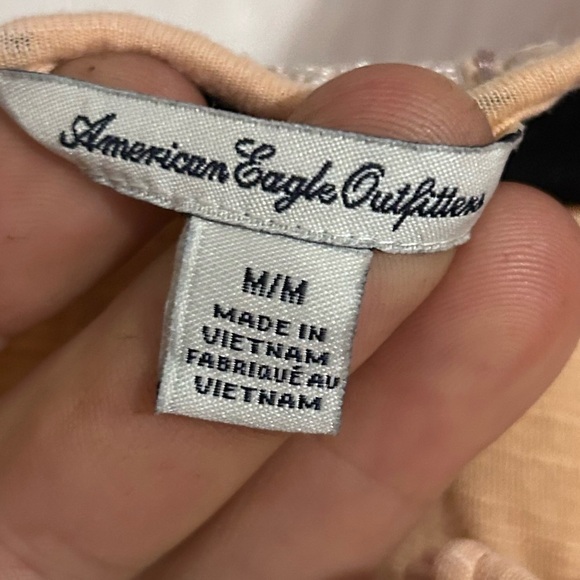 American Eagle Outfitters
M/M
MADE IN
VIETNAM
FABRIQUÉ AU
VIETNAM